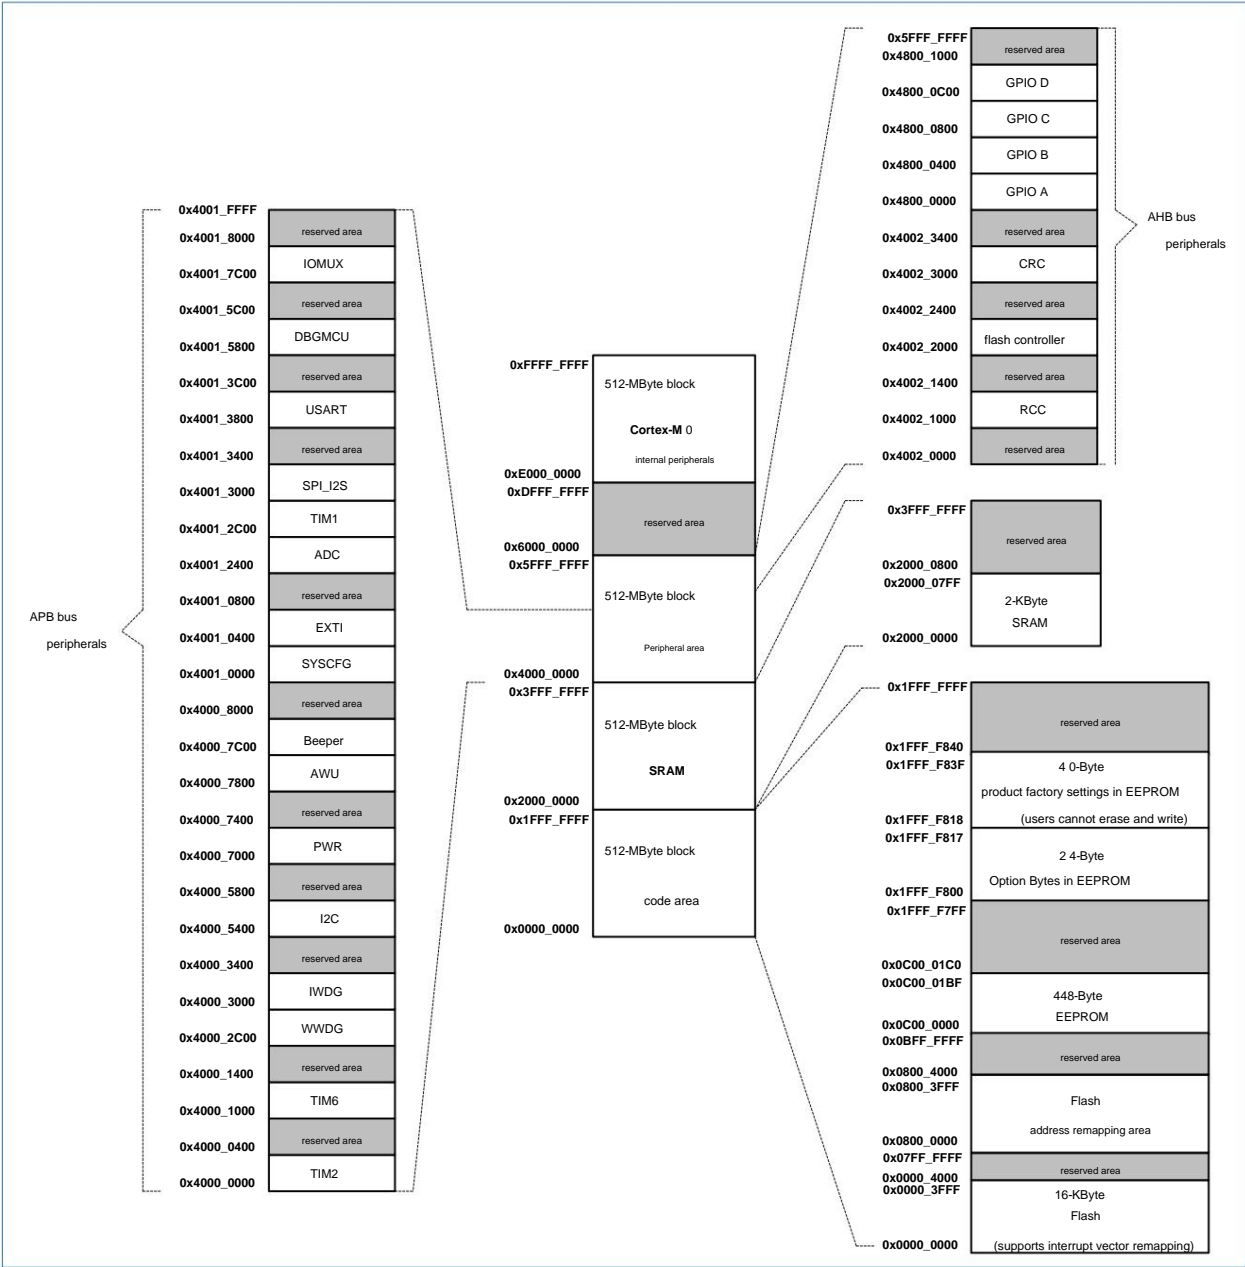 APB bus
peripherals
0x4001_FFFF
reserved area
0x4001_8000
IOMUX
0x4001_7C00
reserved area
0x4001_5C00
DBGMCU
0x4001_5800
reserved area
0x4001_3C00
USART
0x4001_3800
reserved area
0x4001_3400
SPI_I2S
0x4001_3000
TIM1
0x4001_2C00
ADC
0x4001_2400
reserved area
0x4001_0800
EXTI
0x4001_0400
SYSCFG
0x4001_0000
reserved area
0x4000_8000
Beeper
0x4000_7C00
AWU
0x4000_7800
reserved area
0x4000_7400
PWR
0x4000_7000
reserved area
0x4000_5800
I2C
0x4000_5400
reserved area
0x4000_3400
IWDG
0x4000_3000
WWDG
0x4000_2C00
reserved area
0x4000_1400
TIM6
0x4000_1000
reserved area
0x4000_0400
TIM2
0x4000_0000
0xFFFF_FFFF
512-MByte block
Cortex-M 0
internal peripherals
0xE000_0000
0xDFFF_FFFF
reserved area
0x6000_0000
0x5FFF_FFFF
512-MByte block
Peripheral area
0x4000_0000
0x3FFF_FFFF
512-MByte block
SRAM
0x2000_0000
0x1FFF_FFFF
512-MByte block
code area
0x0000_0000
0x5FFF_FFFF
reserved area
0x4800_1000
GPIO D
0x4800_0C00
GPIO C
0x4800_0800
GPIO B
0x4800_0400
GPIO A
0x4800_0000
reserved area
0x4002_3400
CRC
0x4002_3000
reserved area
0x4002_2400
flash controller
0x4002_2000
reserved area
0x4002_1400
RCC
0x4002_1000
reserved area
0x4002_0000
AHB bus
peripherals
0x3FFF_FFFF
reserved area
0x2000_0800
0x2000_07FF
2-KByte
SRAM
0x2000_0000
0x1FFF_FFFF
reserved area
0x1FFF_F840
0x1FFF_F83F
4 0-Byte
product factory settings in EEPROM
(users cannot erase and write)
0x1FFF_F818
0x1FFF_F817
2 4-Byte
Option Bytes in EEPROM
0x1FFF_F800
0x1FFF_F7FF
reserved area
0x0C00_01C0
0x0C00_01BF
448-Byte
EEPROM
0x0C00_0000
0x0BFF_FFFF
reserved area
0x0800_4000
0x0800_3FFF
Flash
address remapping area
0x0800_0000
0x07FF_FFFF
reserved area
0x0000_4000
0x0000_3FFF
16-KByte
Flash
(supports interrupt vector remapping)
0x0000_0000